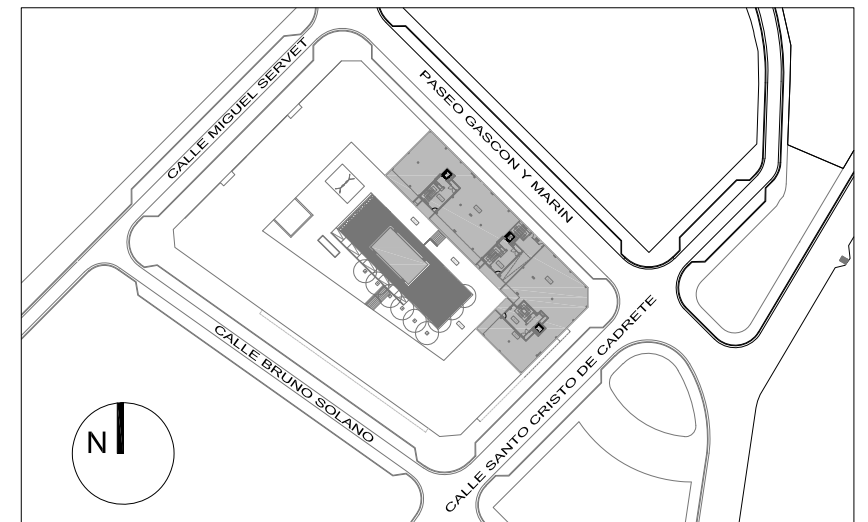 CALLE MIGUEL SERVET
PASEO GASCON Y MARIN
CALLE BRUNO SOLANO
CALLE SANTO CRISTO DE CADRETE
N